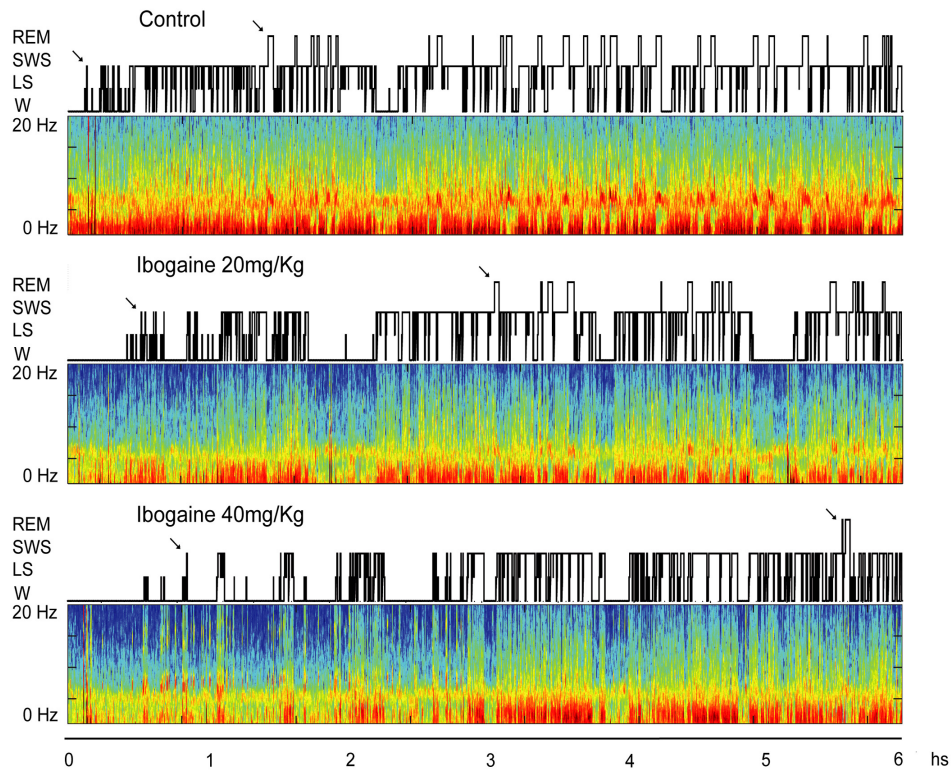 Control
REM
SWS
LS
W
20 Hz
0 Hz
Ibogaine 20mg/Kg
REM
SWS
LS
W
20 Hz
0 Hz
Ibogaine 40mg/Kg
REM
SWS
LS
W
20 Hz
0 Hz
0 1 2 3 4 5 6 hs